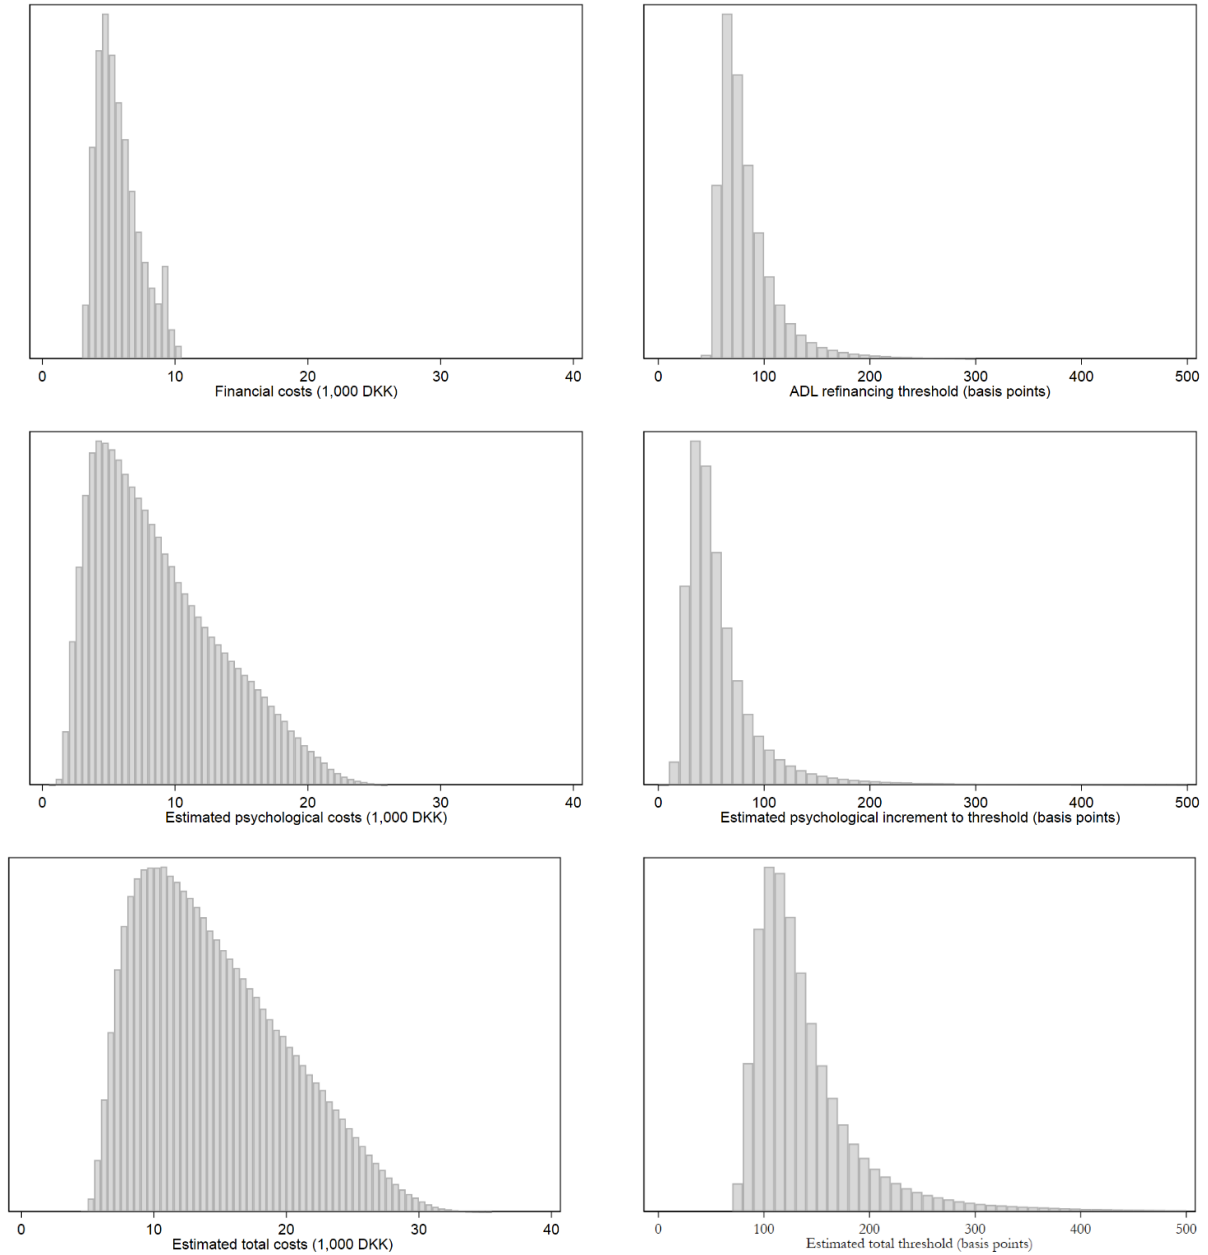 0 10 20 30 40
Financial costs (1,000 DKK)
0 100 200 300 400 500
ADL refinancing threshold (basis points)
0 10 20 30 40
Estimated psychological costs (1,000 DKK)
0 100 200 300 400 500
Estimated psychological increment to threshold (basis points)
0 10 20 30 40
Estimated total costs (1,000 DKK)
0 100 200 300 400 500
Estimated total threshold (basis points)